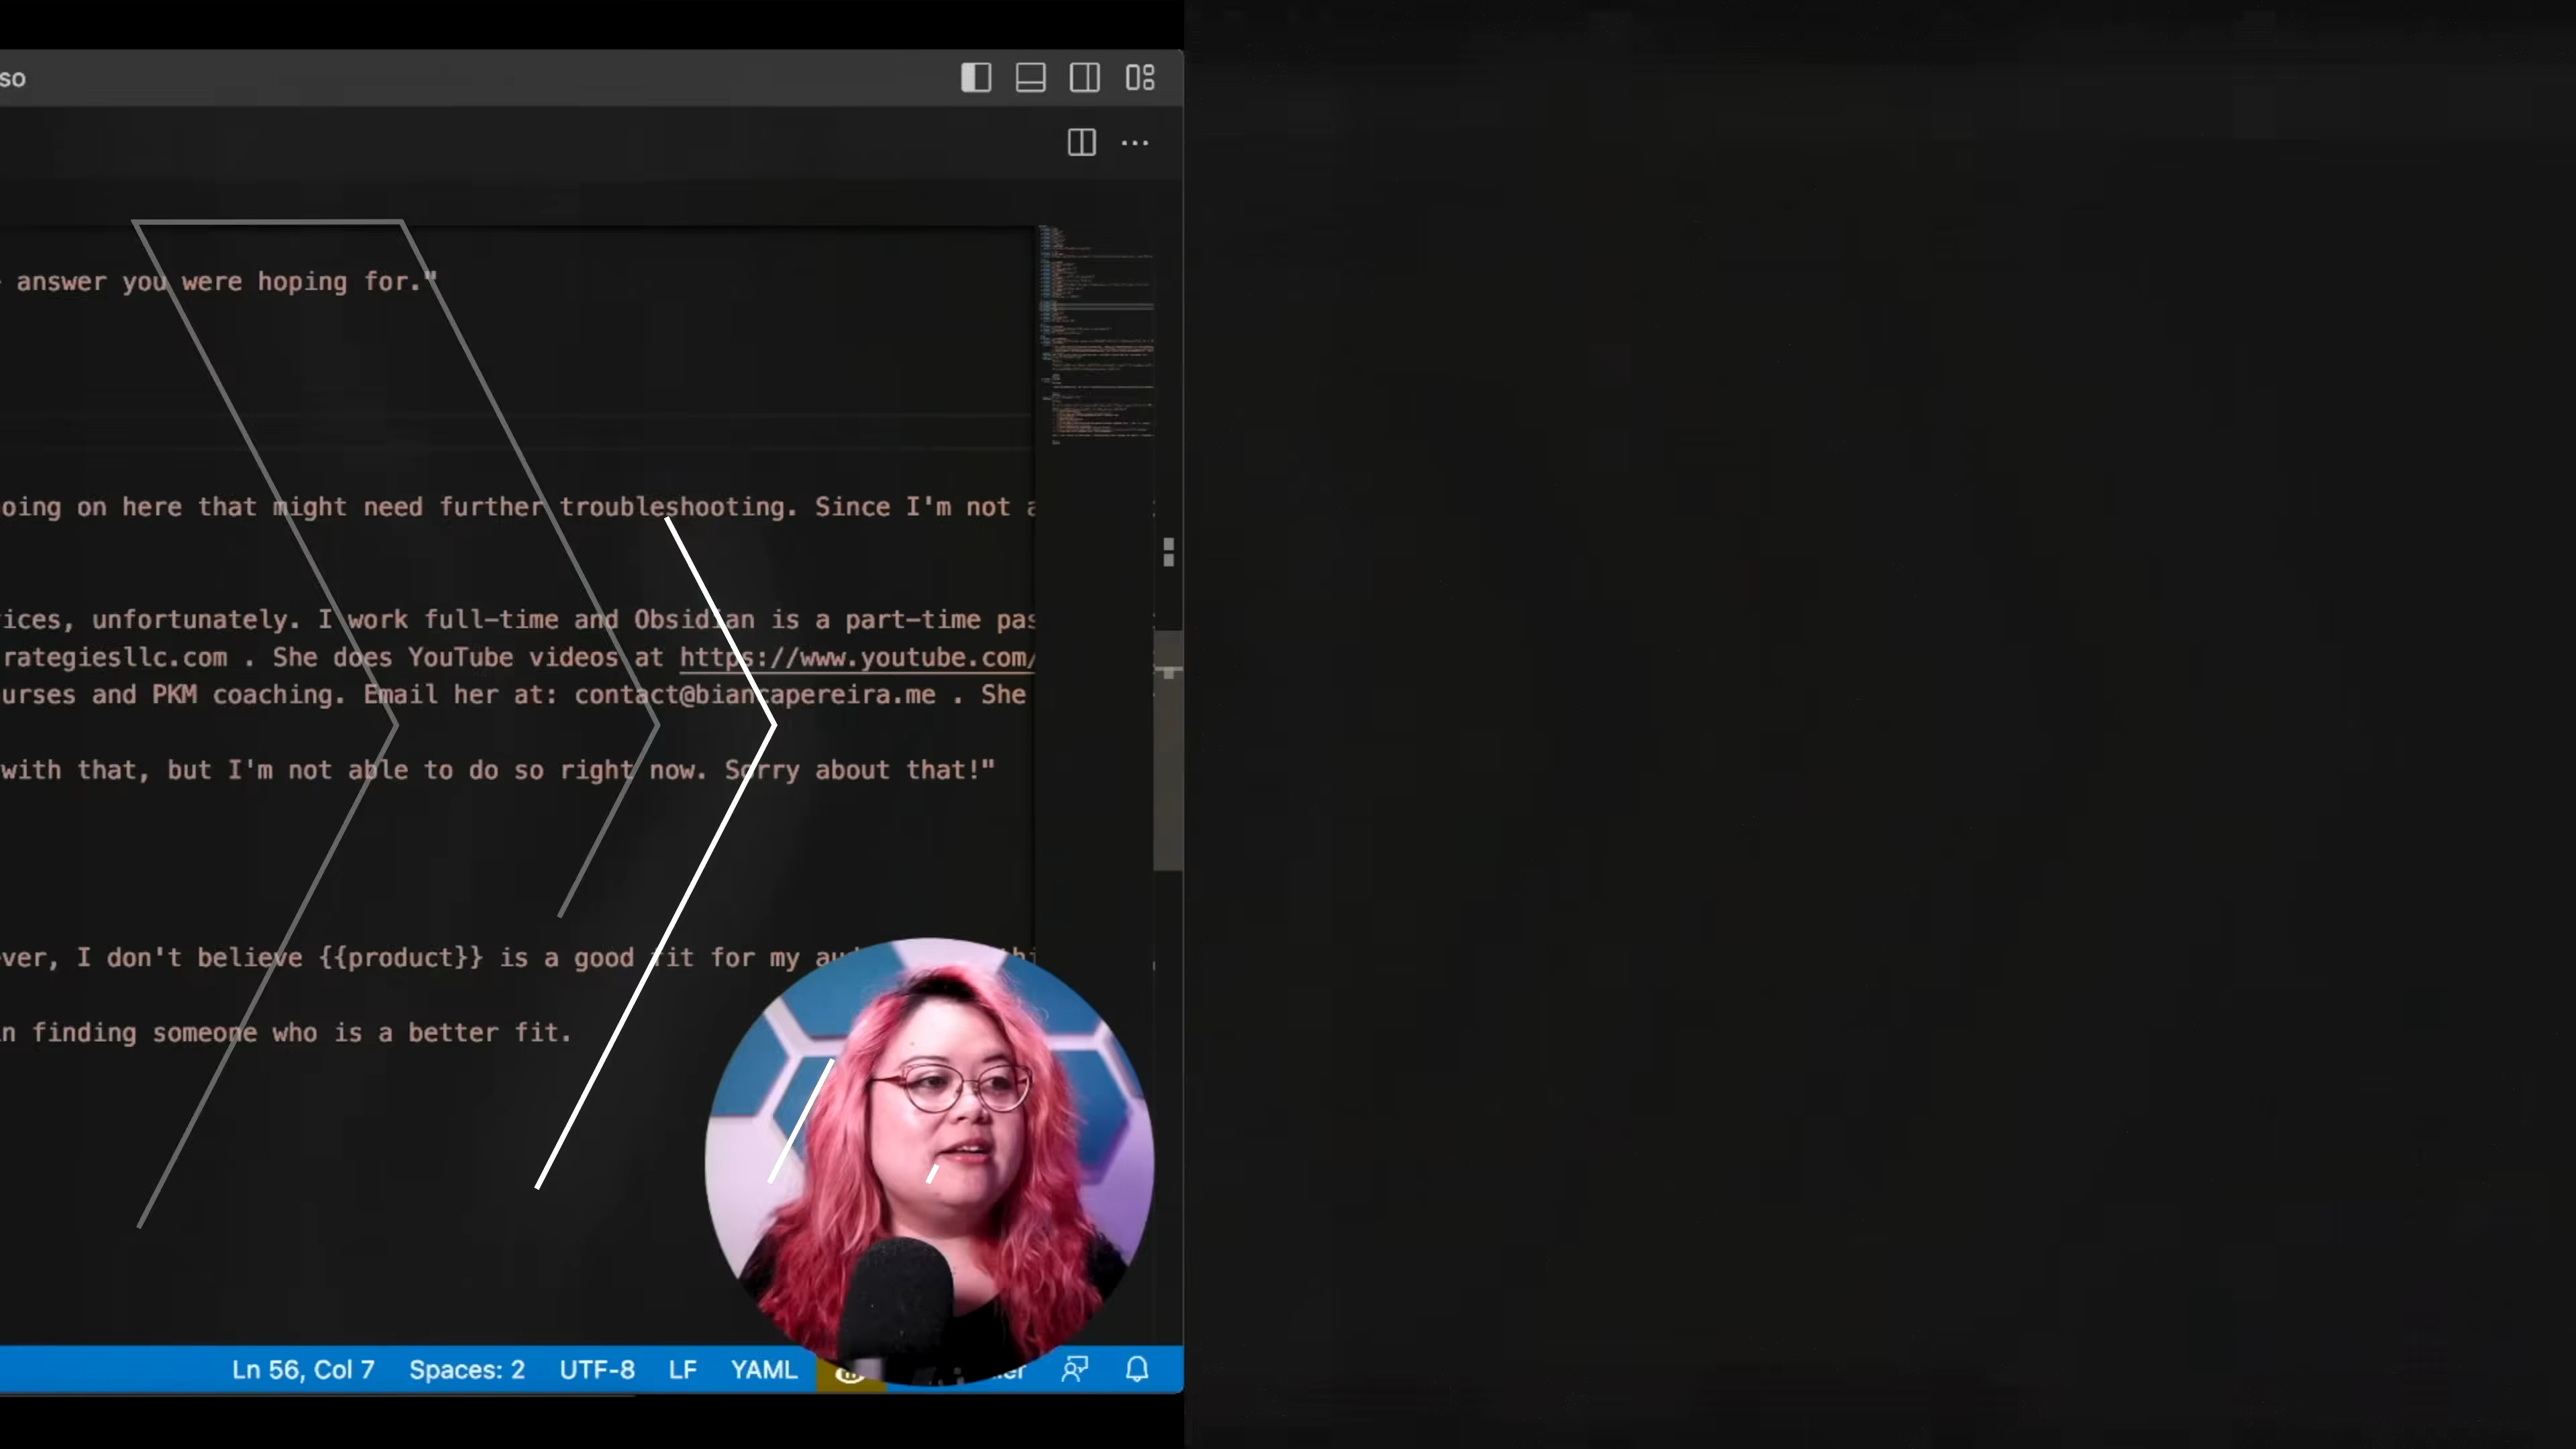 so
answer you were hoping for."
oing on here that might need further troubleshooting. Since I'm not a
ices, unfortunately. I work full-time and Obsidian is a part-time pas
rategiesllc.com . She does YouTube videos at https://www.youtube.com/
urses and PKM coaching. Email her at: contact@biancapereira.me . She
with that, but I'm not able to do so right now. Sorry about that!"
ver, I don't believe {{product}} is a good fit for my au
n finding someone who is a better fit.
Ln 56, Col 7 Spaces: 2 UTF-8 LF YAML er